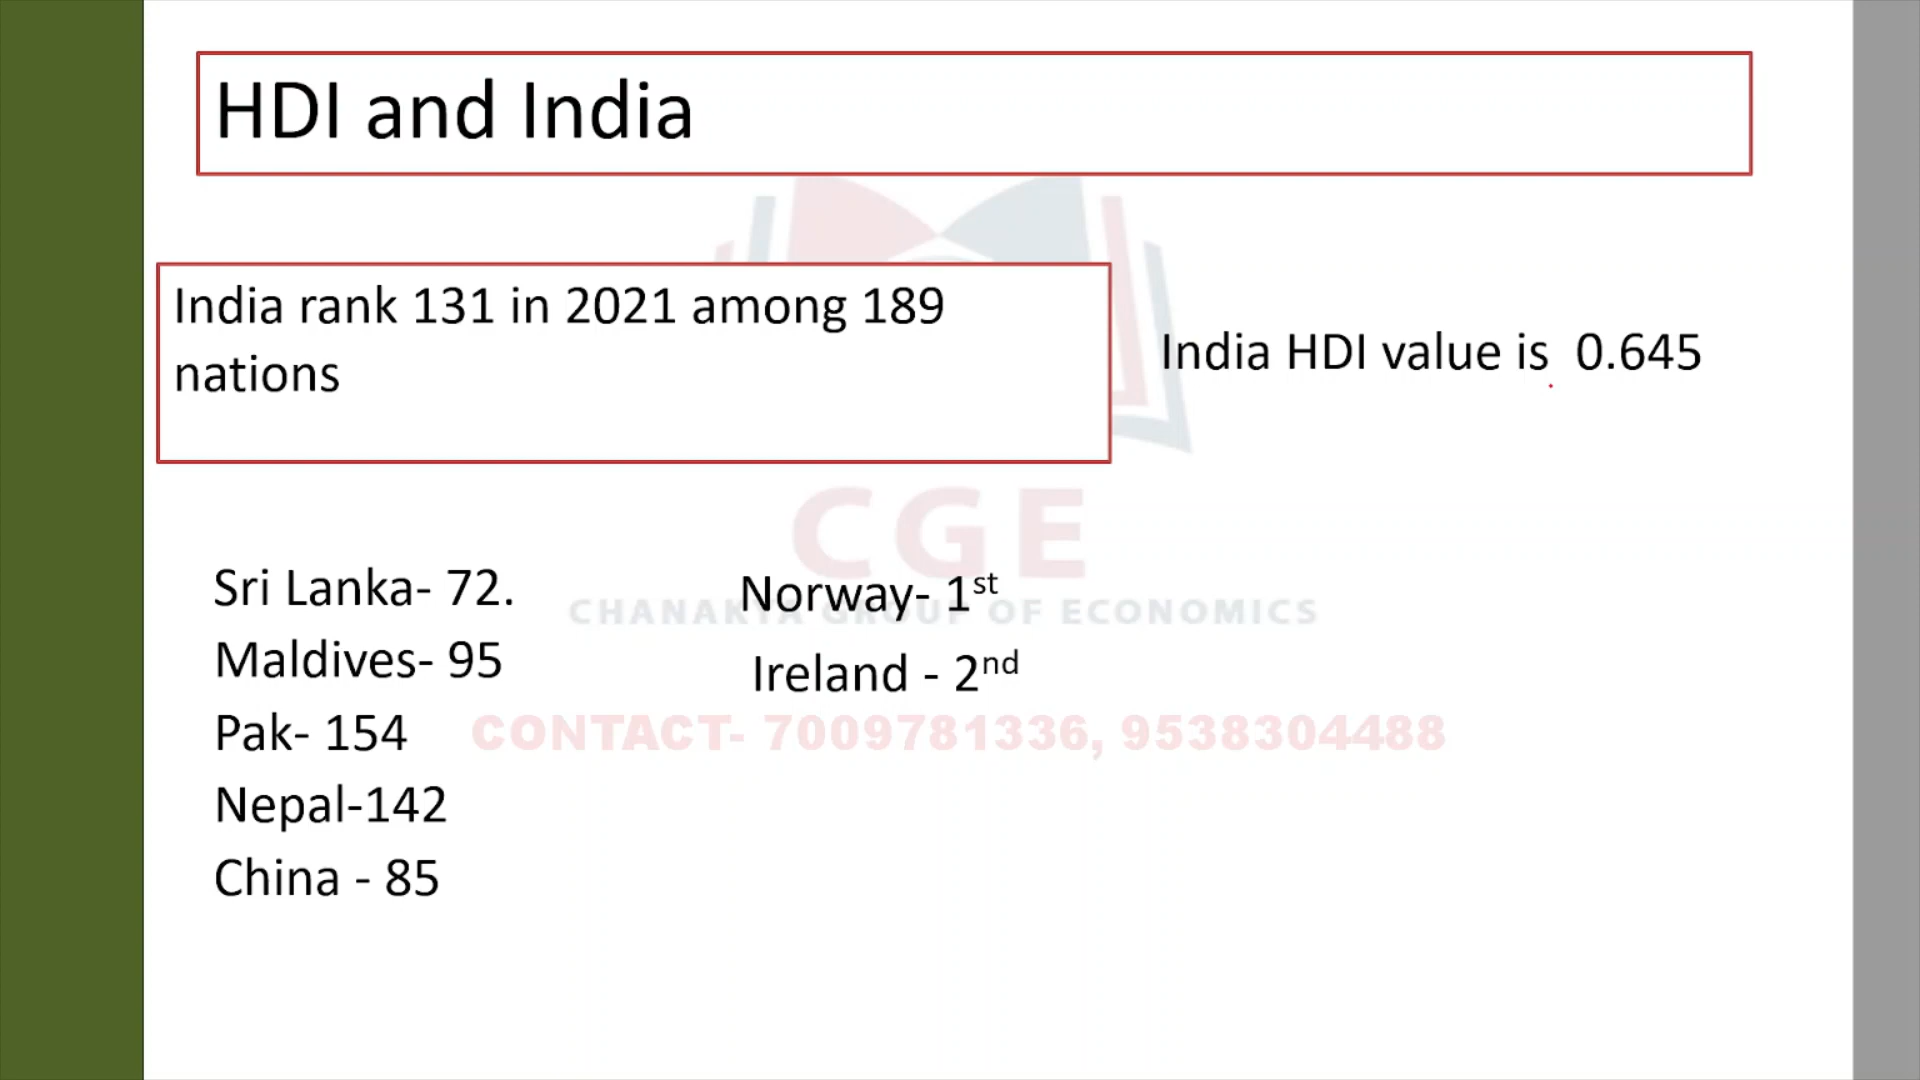 HDI and India
India rank 131 in 2021 among 189
nations
India HDI value is 0.645
Sri Lanka- 72.
Maldives- 95
Pak- 154
Nepal-142
China - 85
Norway- 1st
Ireland - 2nd
CGE
CHANAKYA GROUP OF ECONOMICS
CONTACT- 7009781336, 9538304488